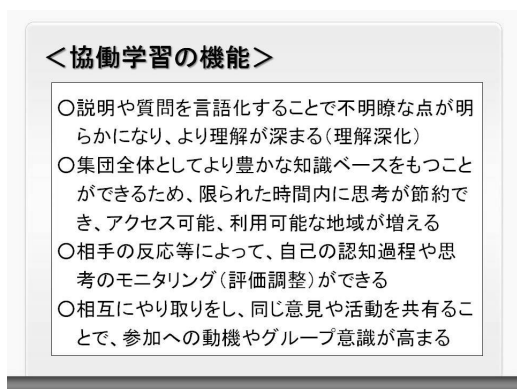 ＜協働学習の機能＞
○説明や質問を言語化することで不明瞭な点が明
らかになり、より理解が深まる（理解深化）
○集団全体としてより豊かな知識ベースをもつこと
ができるため、限られた時間内に思考が節約で
き、アクセス可能、利用可能な地域が増える
○相手の反応等によって、自己の認知過程や思
考のモニタリング（評価調整）ができる
○相互にやり取りをし、同じ意見や活動を共有るこ
とで、参加への動機やグループ意識が高まる